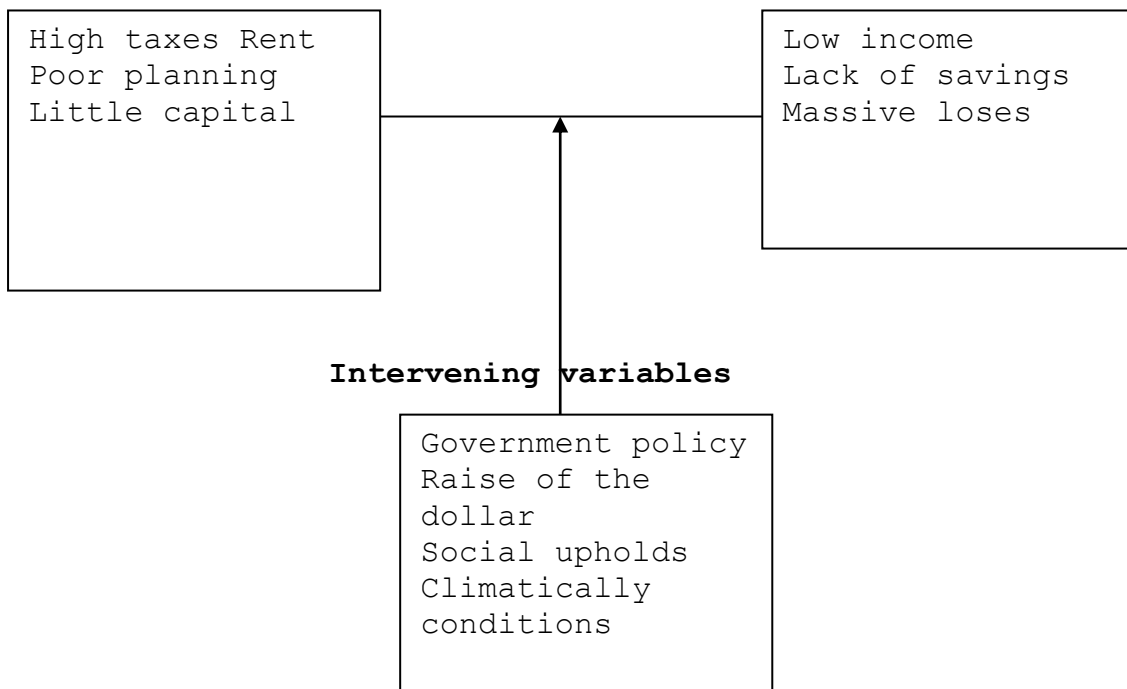 High taxes Rent
Poor planning
Little capital
Low income
Lack of savings
Massive loses
Intervening variables
Government policy
Raise of the
dollar
Social upholds
Climatically
conditions